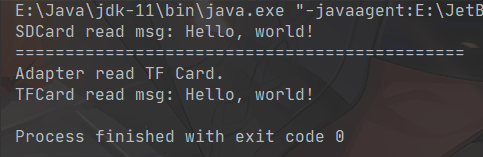 E:\Java\jdk-11\bin\java.exe "-javaagent:E:\JetB
SDCard read msg: Hello, world!
=============================================
Adapter read TF Card.
TFCard read msg: Hello, world!
Process finished with exit code 0